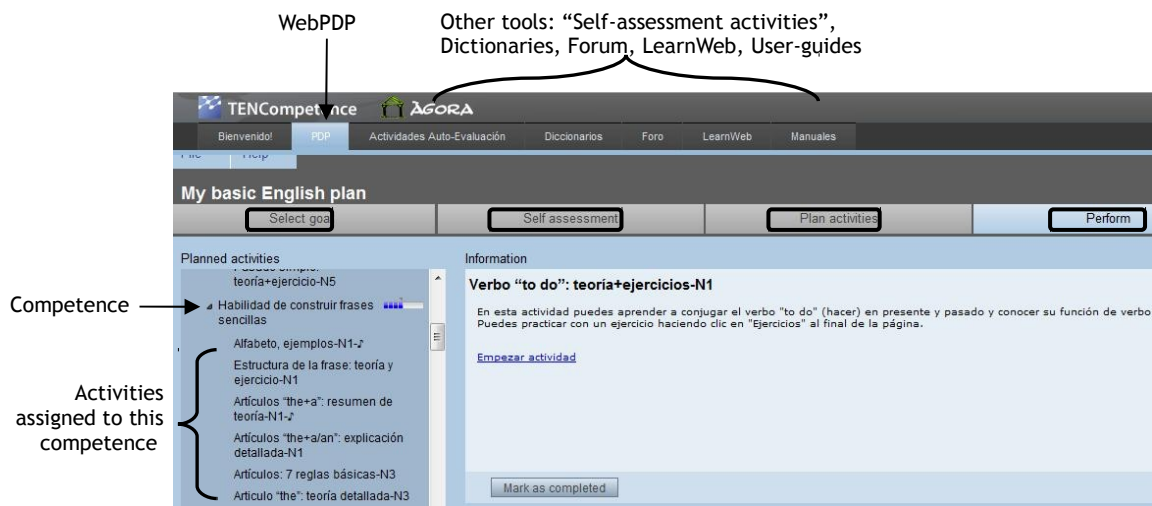 WebPDP
Other tools: “Self-assessment activities”,
Dictionaries, Forum, LearnWeb, User-guides
TENCompetence ÀGORA
Bienvenido! PDP Actividades Auto-Evaluación Diccionarios Foro LearnWeb Manuales
File Help
My basic English plan
Select goal Self assessment Plan activities Perform
Planned activities
Information
Pasado simple:
teoría+ejercicio-N5
Competence
Habilidad de construir frases
sencillas
Alfabeto, ejemplos-N1-♪
Estructura de la frase: teoría y
ejercicio-N1
Artículos “the+a”: resumen de
teoría-N1-♪
Artículos “the+a/an”: explicación
detallada-N1
Artículos: 7 reglas básicas-N3
Articulo “the”: teoría detallada-N3
Activities
assigned to this
competence
Verbo “to do”: teoría+ejercicios-N1
En esta actividad puedes aprender a conjugar el verbo "to do" (hacer) en presente y pasado y conocer su función de verbo
Puedes practicar con un ejercicio haciendo clic en "Ejercicios" al final de la página.
Empezar actividad
Mark as completed